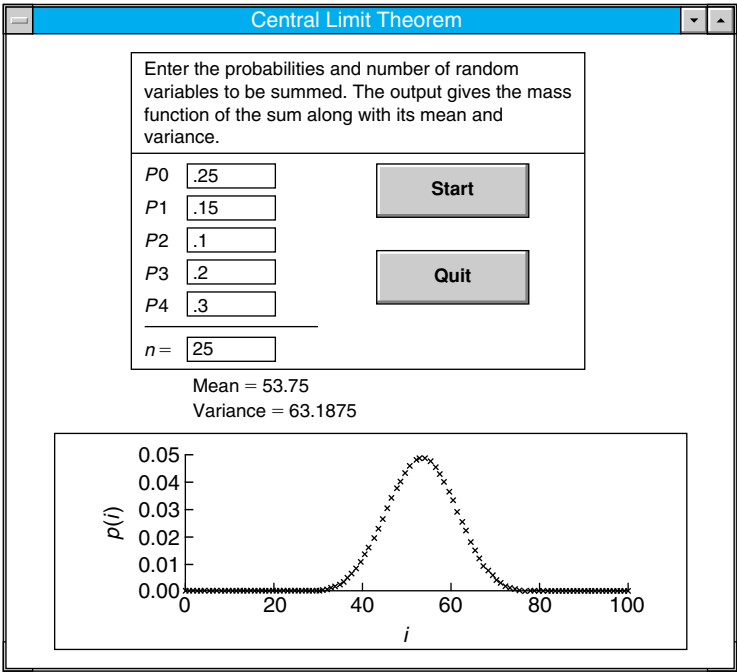 Central Limit Theorem
Enter the probabilities and number of random
variables to be summed. The output gives the mass
function of the sum along with its mean and
variance.
P0 .25
P1 .15
P2 .1
P3 .2
P4 .3
n = 25
Start
Quit
Mean = 53.75
Variance = 63.1875
p(i)
0.05
0.04
0.03
0.02
0.01
0.00
0 20 40 60 80 100
i